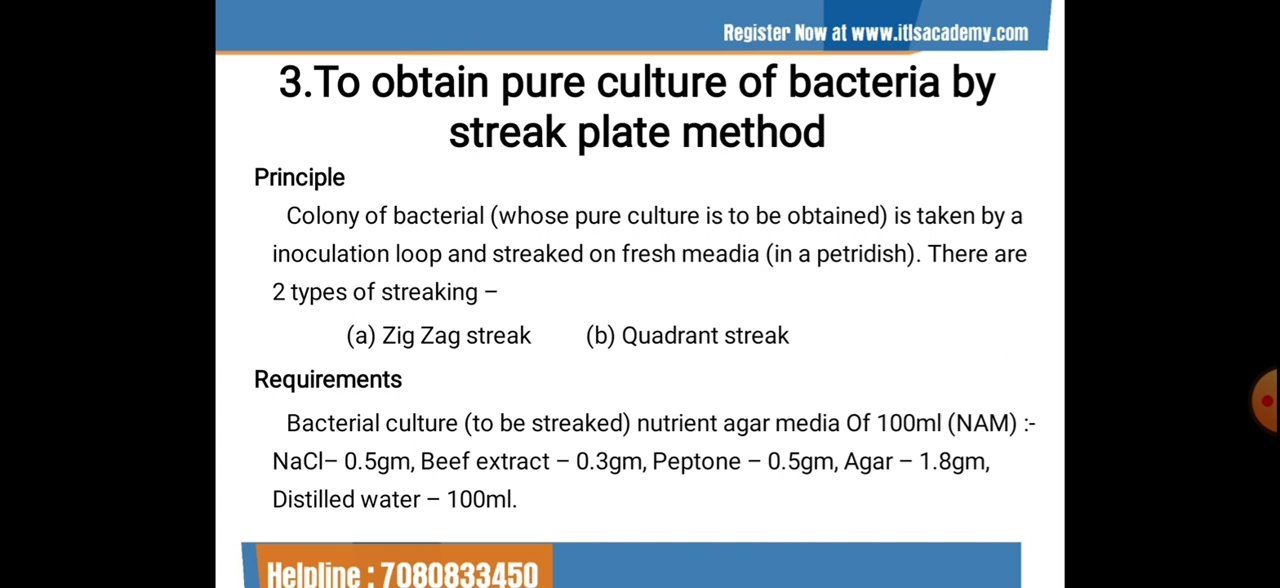 Register Now at www.itlsacademy.com
3.To obtain pure culture of bacteria by
streak plate method
Principle
Colony of bacterial (whose pure culture is to be obtained) is taken by a
inoculation loop and streaked on fresh meadia (in a petridish). There are
2 types of streaking –
(a) Zig Zag streak (b) Quadrant streak
Requirements
Bacterial culture (to be streaked) nutrient agar media Of 100ml (NAM) :-
NaCl– 0.5gm, Beef extract – 0.3gm, Peptone – 0.5gm, Agar – 1.8gm,
Distilled water – 100ml.
Helpline : 7080833450